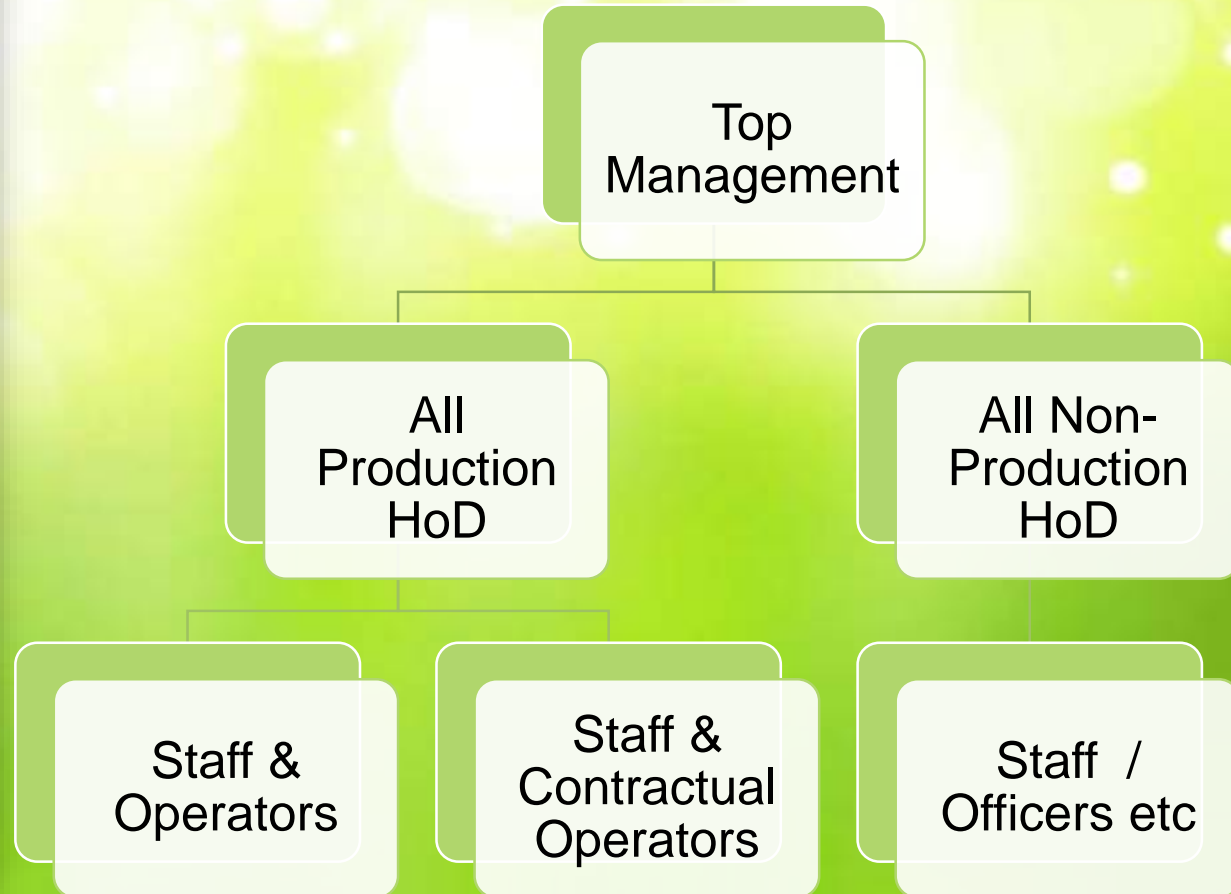 Top
Management
All
Production
HoD
All Non-
Production
HoD
Staff &
Operators
Staff &
Contractual
Operators
Staff /
Officers etc